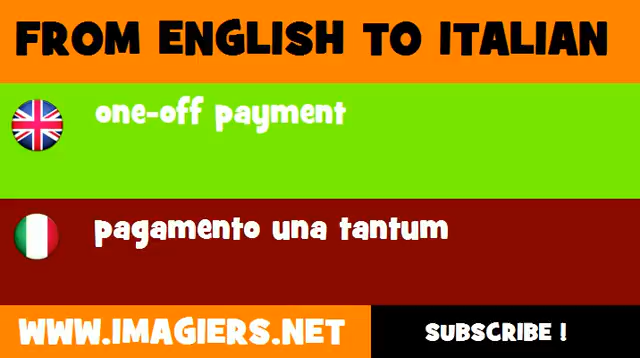 FROM ENGLISH TO ITALIAN
one-off payment
pagamento una tantum
WWW.IMAGIERS.NET
SUBSCRIBE !